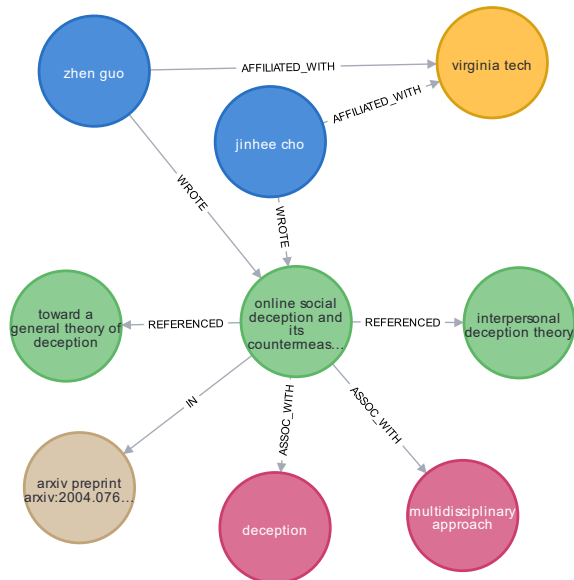 zhen guo
AFFILIATED_WITH
virginia tech
jinhee cho
AFFILIATED_WITH
WROTE
WROTE
toward a
general theory of
deception
REFERENCED
online social
deception and
its
countermeas...
REFERENCED
interpersonal
deception theory
IN
ASSOC_WITH
ASSOC_WITH
arxiv preprint
arxiv:2004.076...
deception
multidisciplinary
approach